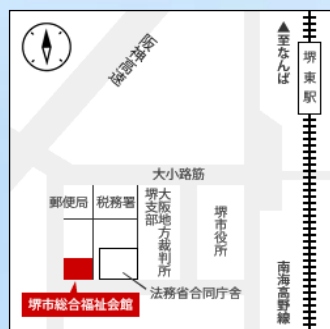 ▲至なんば
堺東駅
阪神高速
大小路筋
郵便局
税務署
大阪地方裁判所
堺支部
堺市役所
法務省合同庁舎
南海高野線
堺市総合福祉会館